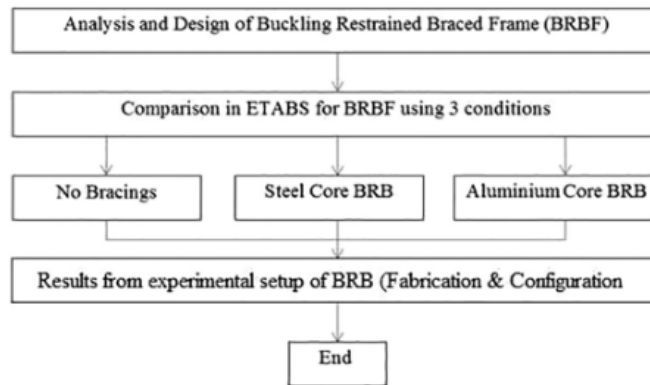 Analysis and Design of Buckling Restrained Braced Frame (BRBF)
Comparison in ETABS for BRBF using 3 conditions
No Bracings
Steel Core BRB
Aluminium Core BRB
Results from experimental setup of BRB (Fabrication & Configuration
End